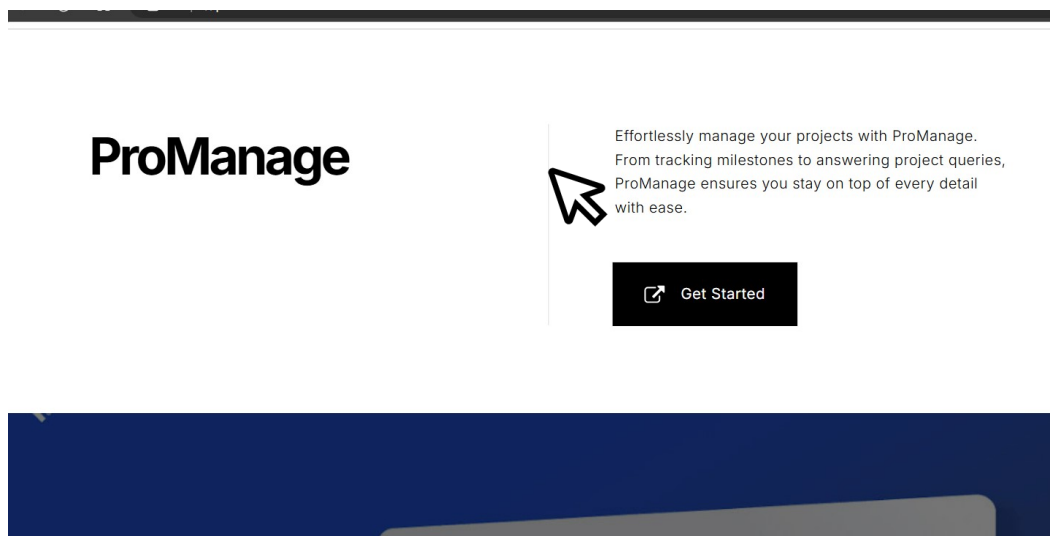 ProManage
Effortlessly manage your projects with ProManage.
From tracking milestones to answering project queries,
ProManage ensures you stay on top of every detail
with ease.
Get Started